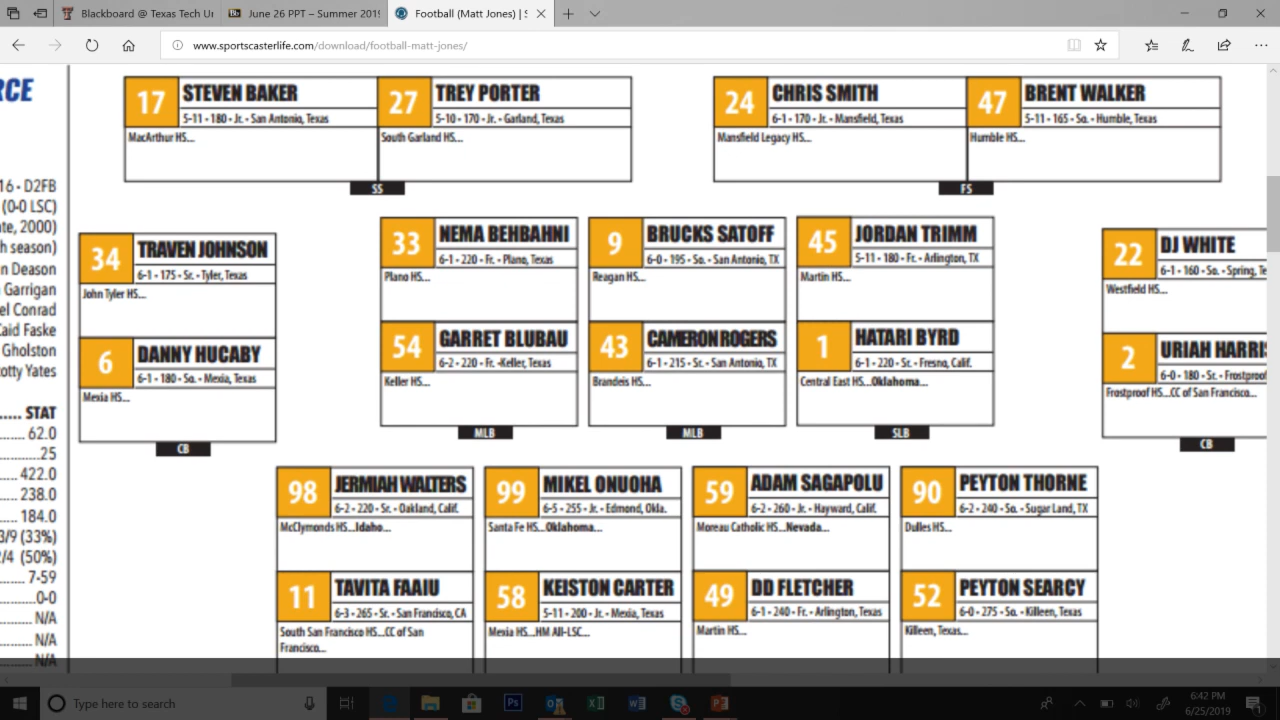 Blackboard @ Texas Tech Un
June 26 PPT – Summer 2019
Football (Matt Jones) | S
www.sportscasterlife.com/download/football-matt-jones/
RCE
16 - D2FB
(0-0 LSC)
te, 2000)
h season)
n Deason
Garrigan
el Conrad
Caid Faske
Gholston
otty Yates
..... STAT
..... 62.0
..... 25
..... 422.0
..... 238.0
..... 184.0
3/9 (33%)
2/4 (50%)
..... 7-59
..... 0-0
..... N/A
..... N/A
..... N/A
17 STEVEN BAKER
5-11 • 180 • Jr. • San Antonio, Texas
MacArthur HS...
27 TREY PORTER
5-10 • 170 • Jr. • Garland, Texas
South Garland HS...
SS
24 CHRIS SMITH
6-1 • 170 • Jr. • Mansfield, Texas
Mansfield Legacy HS...
47 BRENT WALKER
5-11 • 165 • So. • Humble, Texas
Humble HS...
FS
34 TRAVEN JOHNSON
6-1 • 175 • Sr. • Tyler, Texas
John Tyler HS...
6 DANNY HUCABY
6-1 • 180 • So. • Mexia, Texas
Mexia HS...
CB
33 NEMA BEHBAHNI
6-1 • 220 • Fr. • Plano, Texas
Plano HS...
54 GARRET BLUBAU
6-2 • 220 • Fr. •Keller, Texas
Keller HS...
MLB
9 BRUCKS SATOFF
6-0 • 195 • So. • San Antonio, TX
Reagan HS...
43 CAMERON ROGERS
6-1 • 215 • Sr. • San Antonio, TX
Brandeis HS...
MLB
45 JORDAN TRIMM
5-11 • 180 • Fr. • Arlington, TX
Martin HS...
1 HATARI BYRD
6-1 • 220 • Sr. • Fresno, Calif.
Central East HS...Oklahoma...
SLB
22 DJ WHITE
6-1 • 160 • So. • Spring, Te
Westfield HS...
2 URIAH HARRI
6-0 • 180 • Sr. • Frostproof
Frostproof HS...CC of San Francisco...
CB
98 JERMIAH WALTERS
6-2 • 220 • Sr. • Oakland, Calif.
McClymonds HS...Idaho...
11 TAVITA FAAIU
6-3 • 265 • Sr. • San Francisco, CA
South San Francisco HS...CC of San
Francisco...
99 MIKEL ONUOHA
6-5 • 255 • Jr. • Edmond, Okla.
Santa Fe HS...Oklahoma...
58 KEISTON CARTER
5-11 • 200 • Jr. • Mexia, Texas
Mexia HS...HM All-LSC...
59 ADAM SAGAPOLU
6-2 • 260 • Jr. • Hayward, Calif.
Moreau Catholic HS...Nevada...
49 DD FLETCHER
6-1 • 240 • Fr. • Arlington, Texas
Martin HS...
90 PEYTON THORNE
6-2 • 240 • So. • Sugar Land, TX
Dulles HS...
52 PEYTON SEARCY
6-0 • 275 • So. • Killeen, Texas
Killeen, Texas...
Type here to search
6:42 PM
6/25/2019